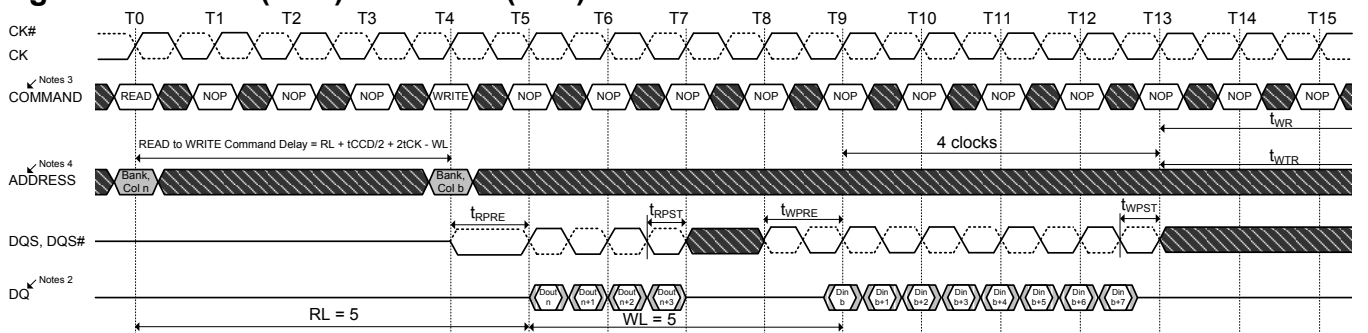 T0 T1 T2 T3 T4 T5 T6 T7 T8 T9 T10 T11 T12 T13 T14 T15
CK#
CK
Notes 3
COMMAND READ NOP NOP NOP WRITE NOP NOP NOP NOP NOP NOP NOP NOP NOP NOP NOP
tWR
READ to WRITE Command Delay = RL + tCCD/2 + 2tCK - WL
4 clocks
tWTR
Notes 4
ADDRESS Bank, Col n Bank, Col b
tRPRE tRPST tWPRE tWPST
DQS, DQS#
Notes 2
DQ Dout n Dout n+1 Dout n+2 Dout n+3 Din b Din b+1 Din b+2 Din b+3 Din b+4 Din b+5 Din b+6 Din b+7
RL = 5 WL = 5